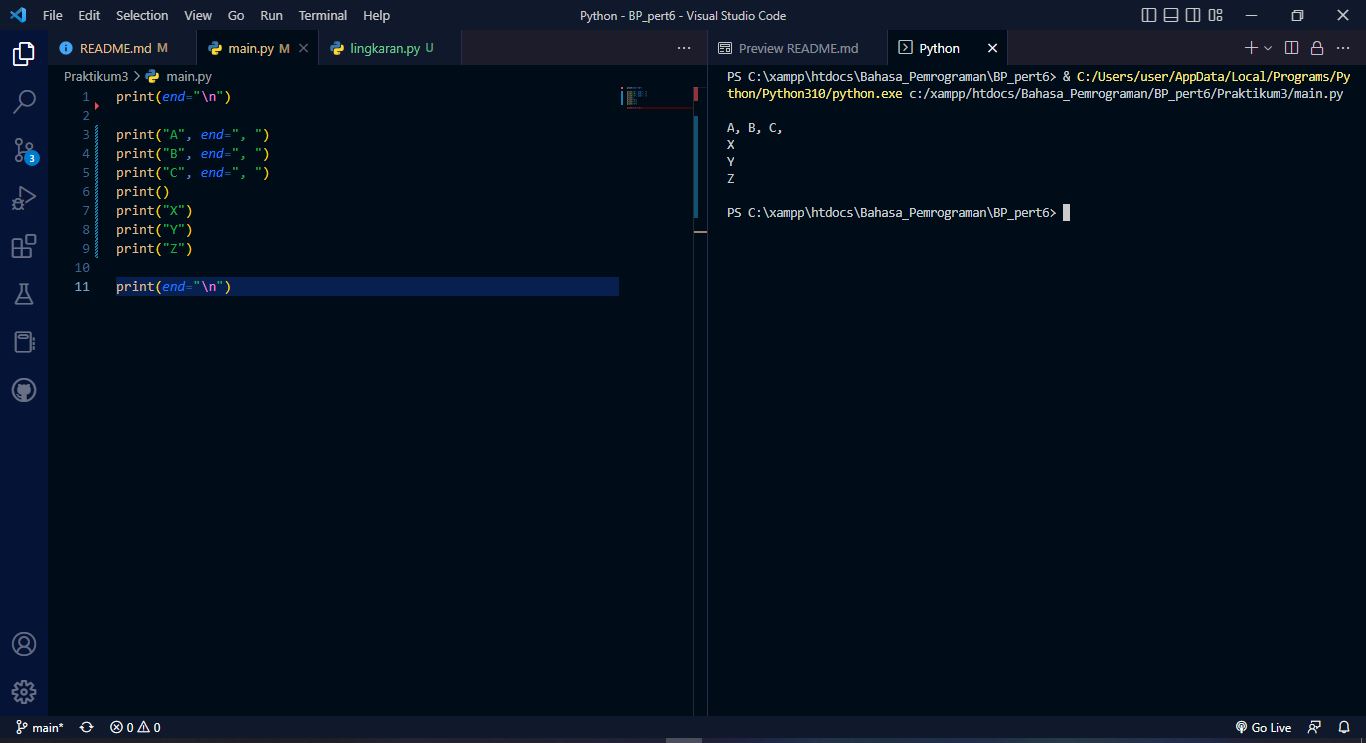 File Edit Selection View Go Run Terminal Help Python - BP_pert6 - Visual Studio Code
README.md M main.py M lingkaran.py U Preview README.md Python
Praktikum3 > main.py
1 print(end="\n")
2
3 print("A", end=", ")
4 print("B", end=", ")
5 print("C", end=", ")
6 print()
7 print("X")
8 print("Y")
9 print("Z")
10
11 print(end="\n")
PS C:\xampp\htdocs\Bahasa_Pemrograman\BP_pert6> & C:/Users/user/AppData/Local/Programs/Py
thon/Python310/python.exe c:/xampp/htdocs/Bahasa_Pemrograman/BP_pert6/Praktikum3/main.py
A, B, C,
X
Y
Z
PS C:\xampp\htdocs\Bahasa_Pemrograman\BP_pert6>
3
main* 0 0 Go Live